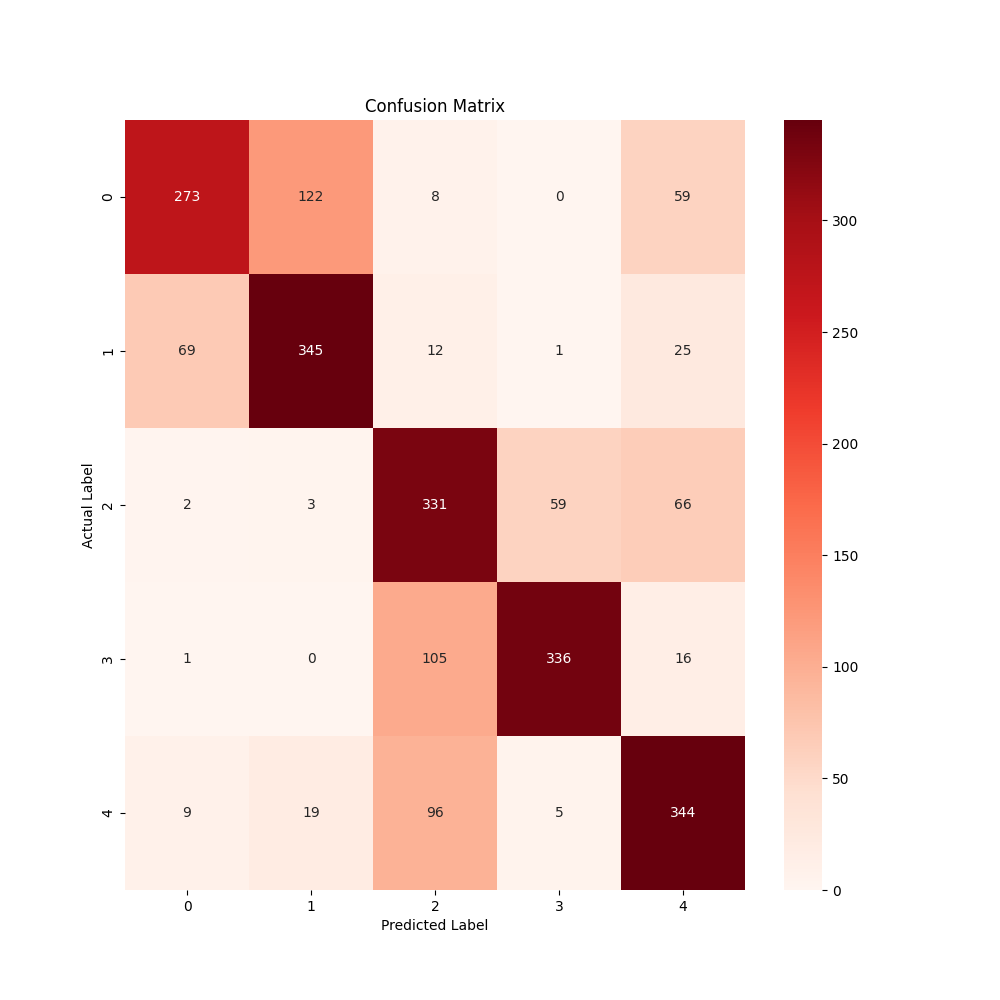 Confusion Matrix
0 273 122 8 0 59
1 69 345 12 1 25
2 2 3 331 59 66
3 1 0 105 336 16
4 9 19 96 5 344
0 1 2 3 4
Predicted Label
Actual Label
300
250
200
150
100
50
0